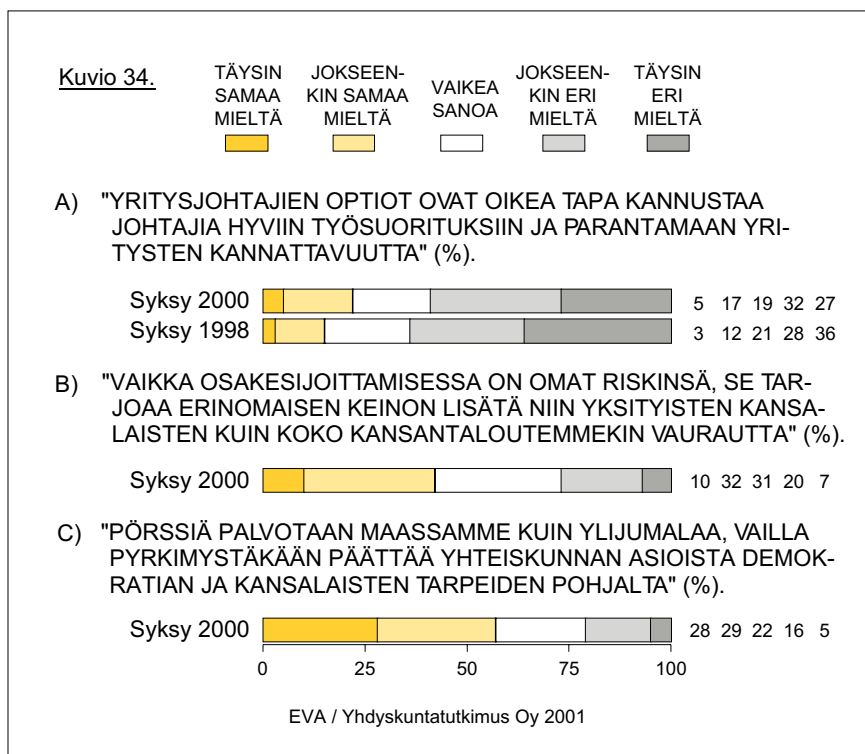 Kuvio 34.
TÄYSIN SAMAA MIELTÄ
JOKSEEN-KIN SAMAA MIELTÄ
VAIKEA SANOA
JOKSEEN-KIN ERI MIELTÄ
TÄYSIN ERI MIELTÄ
A) "YRITYSJOHTAJIEN OPTIOT OVAT OIKEA TAPA KANNUSTAA
JOHTAJIA HYVIIN TYÖSUORITUKSIIN JA PARANTAMAAN YRI-
TYSTEN KANNATTAVUUTTA" (%).
Syksy 2000 5 17 19 32 27
Syksy 1998 3 12 21 28 36
B) "VAIKKA OSAKESIJOITTAMISESSA ON OMAT RISKINSÄ, SE TAR-
JOAA ERINOMAISEN KEINON LISÄTÄ NIIN YKSITYISTEN KANSA-
LAISTEN KUIN KOKO KANSANTALOUTEMMEKIN VAURAUTTA" (%).
Syksy 2000 10 32 31 20 7
C) "PÖRSSIÄ PALVOTAAN MAASSAMME KUIN YLIJUMALAA, VAILLA
PYRKIMYSTÄKÄÄN PÄÄTTÄÄ YHTEISKUNNAN ASIOISTA DEMOK-
RATIAN JA KANSALAISTEN TARPEIDEN POHJALTA" (%).
Syksy 2000 28 29 22 16 5
0 25 50 75 100
EVA / Yhdyskuntatutkimus Oy 2001